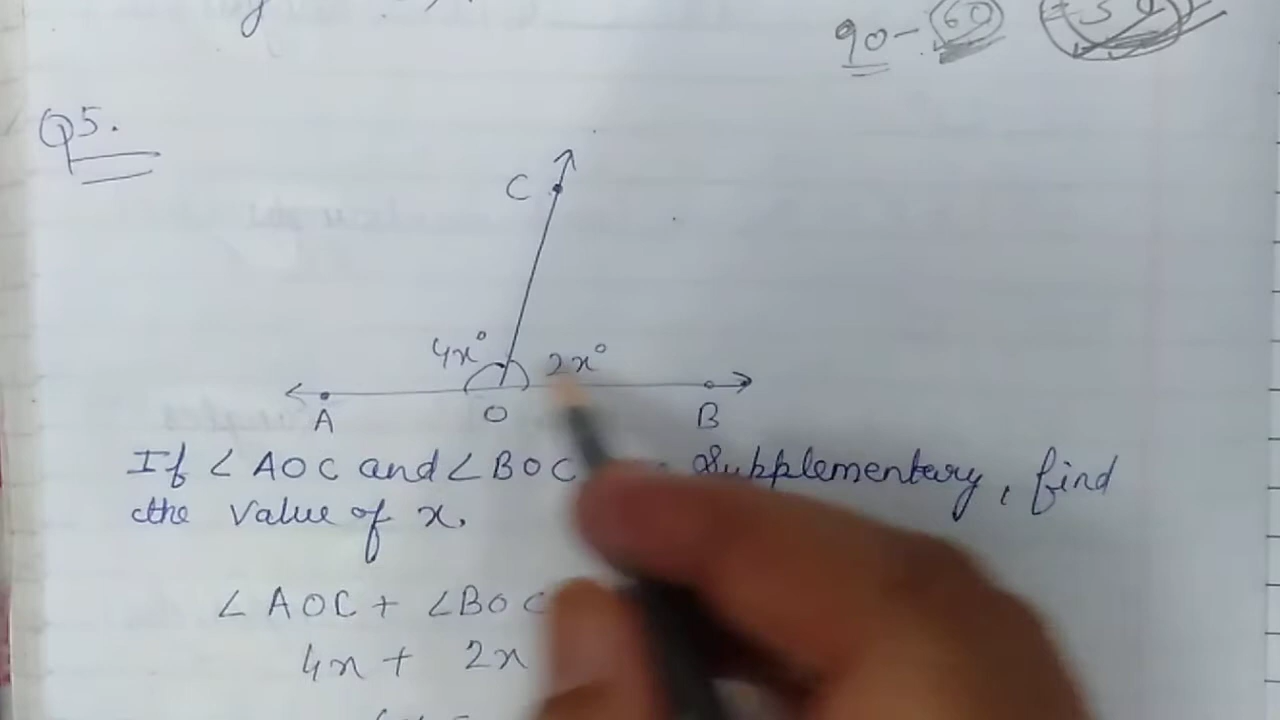 90-60
Q5.
C
4x° 2x°
A O B
If ∠AOC and ∠BOC Supplementary, find
the value of x.
∠AOC + ∠BOC
4x + 2x